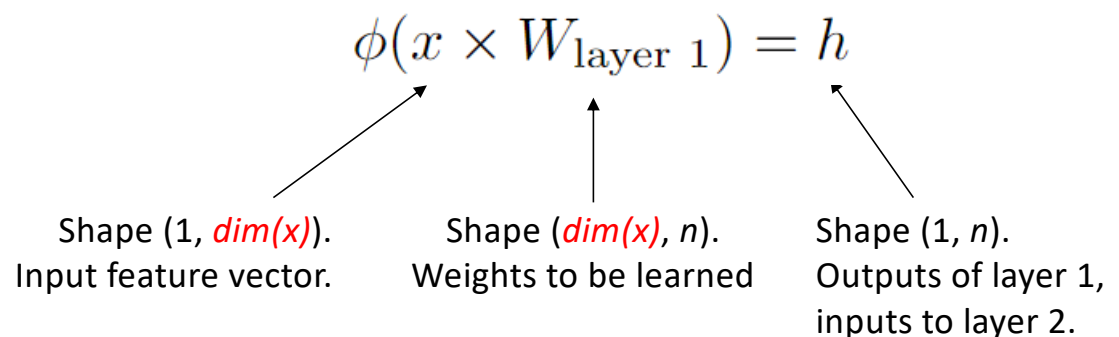 ϕ(x × W_layer 1) = h
Shape (1, dim(x)).
Input feature vector.
Shape (dim(x), n).
Weights to be learned
Shape (1, n).
Outputs of layer 1,
inputs to layer 2.